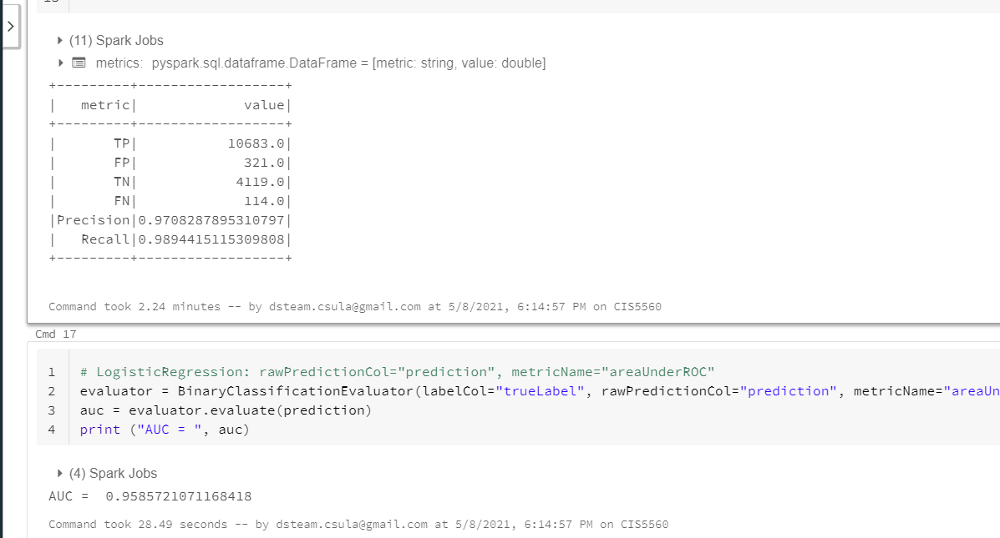 (11) Spark Jobs
metrics: pyspark.sql.dataframe.DataFrame = [metric: string, value: double]
+---------+------------------+
|   metric|             value|
+---------+------------------+
|       TP|           10683.0|
|       FP|             321.0|
|       TN|            4119.0|
|       FN|             114.0|
|Precision|0.9708287895310797|
|   Recall|0.9894415115309808|
+---------+------------------+
Command took 2.24 minutes -- by dsteam.csula@gmail.com at 5/8/2021, 6:14:57 PM on CIS5560
Cmd 17
1 # LogisticRegression: rawPredictionCol="prediction", metricName="areaUnderROC"
2 evaluator = BinaryClassificationEvaluator(labelCol="trueLabel", rawPredictionCol="prediction", metricName="areaUn
3 auc = evaluator.evaluate(prediction)
4 print ("AUC = ", auc)
(4) Spark Jobs
AUC =  0.9585721071168418
Command took 28.49 seconds -- by dsteam.csula@gmail.com at 5/8/2021, 6:14:57 PM on CIS5560